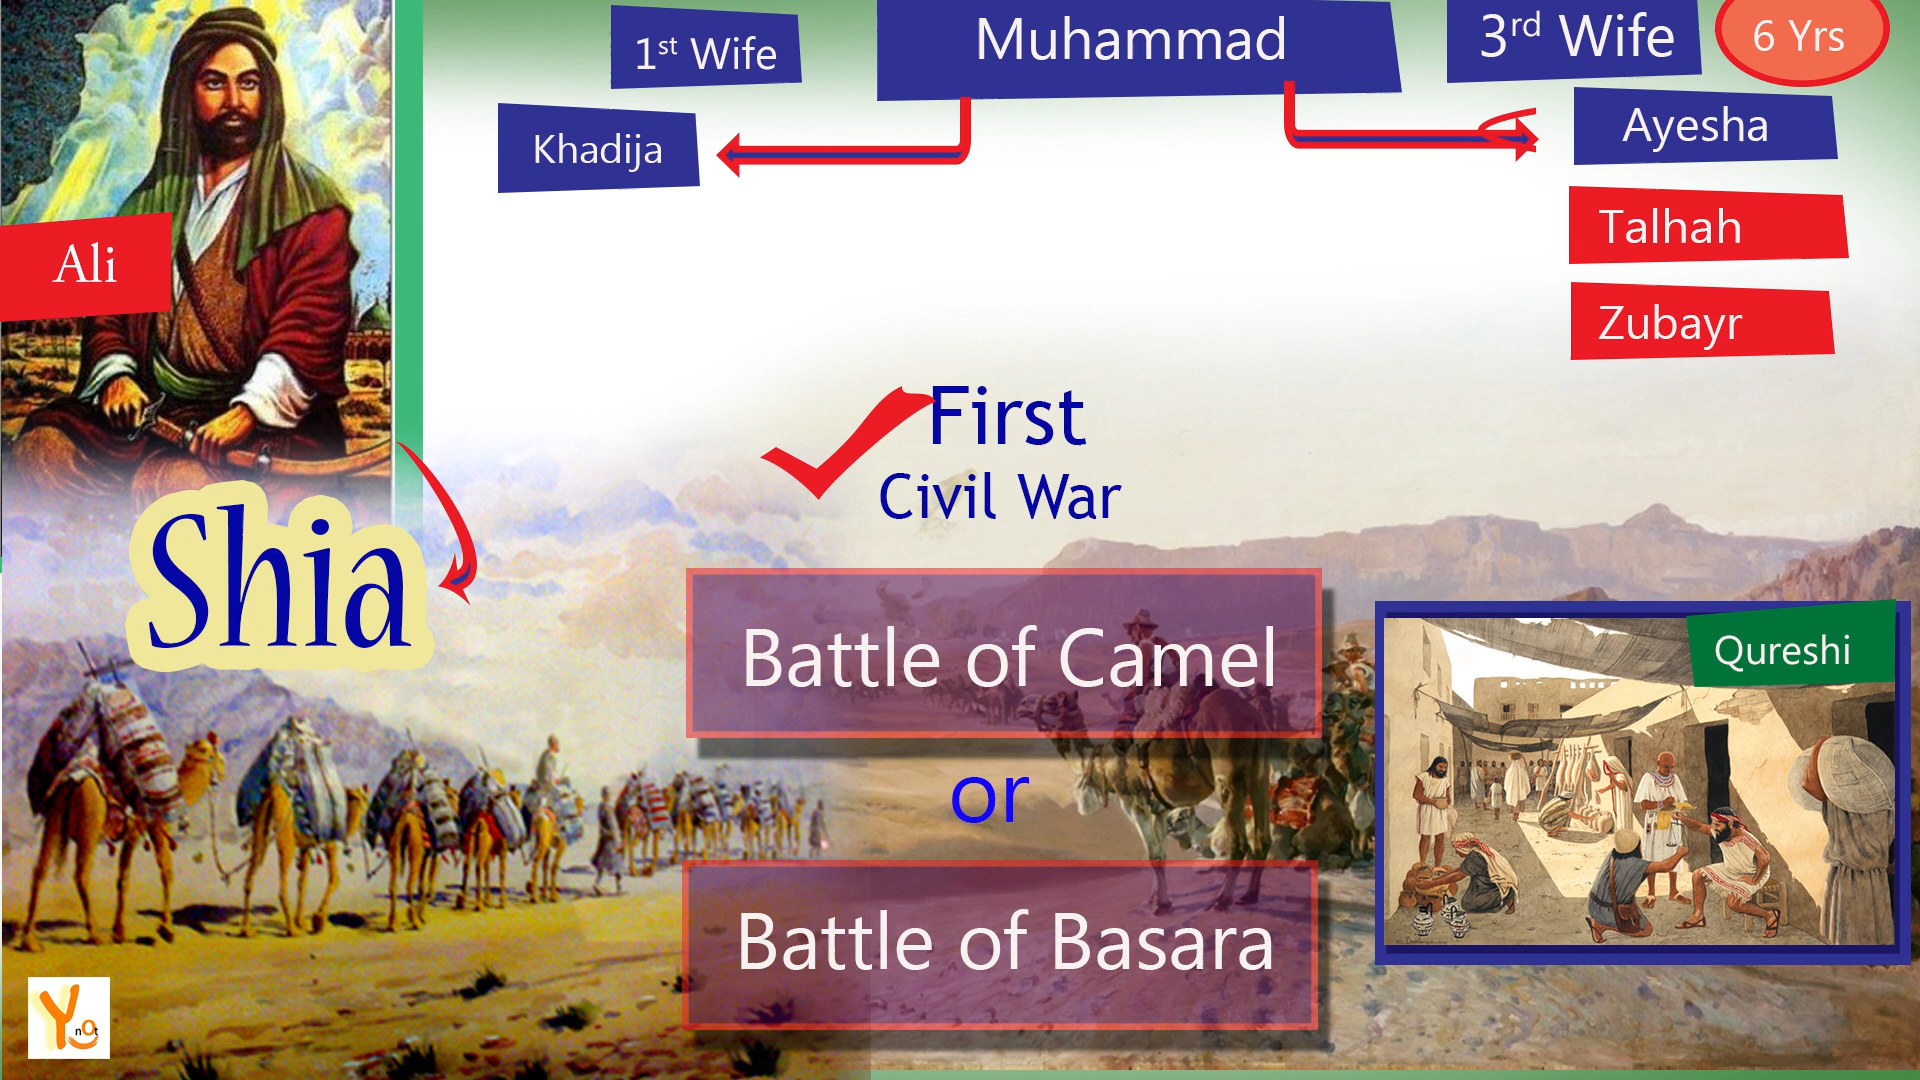 1st Wife
Muhammad
3rd Wife
6 Yrs
Khadija
Ayesha
Talhah
Zubayr
Ali
First
Civil War
Shia
Battle of Camel
or
Battle of Basara
Qureshi
Y nOt